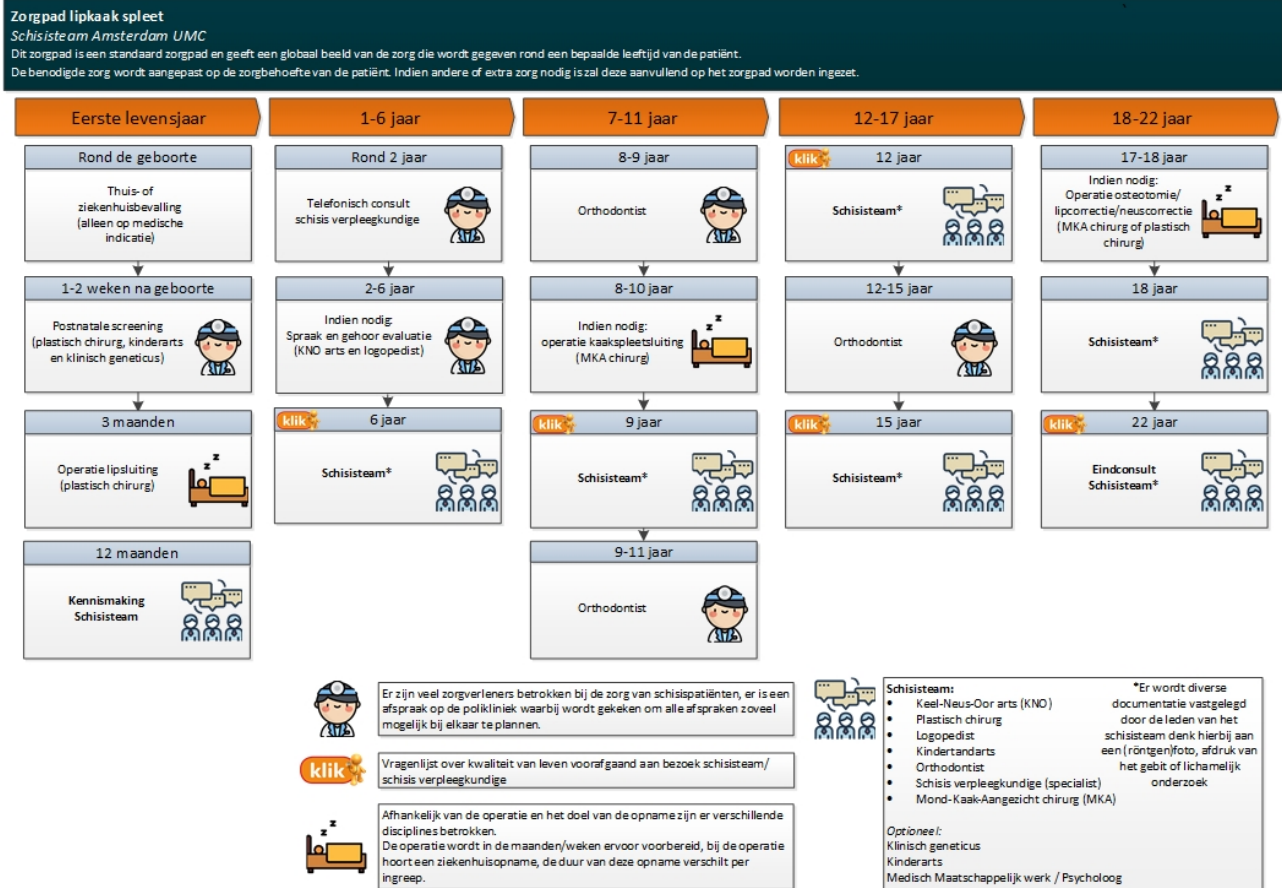 Zorgpad lipkaak spleet
Schisisteam Amsterdam UMC
Dit zorgpad is een standaard zorgpad en geeft een globaal beeld van de zorg die wordt gegeven rond een bepaalde leeftijd van de patiënt.
De benodigde zorg wordt aangepast op de zorgbehoefte van de patiënt. Indien andere of extra zorg nodig is zal deze aanvullend op het zorgpad worden ingezet.
Eerste levensjaar
Rond de geboorte
Thuis- of
ziekenhuisbevalling
(alleen op medische
indicatie)
1-2 weken na geboorte
Postnatale screening
(plastisch chirurg, kinderarts
en klinisch geneticus)
3 maanden
Operatie lipsluiting
(plastisch chirurg)
12 maanden
Kennismaking
Schisisteam
1-6 jaar
Rond 2 jaar
Telefonisch consult
schisis verpleegkundige
2-6 jaar
Indien nodig:
Spraak en gehoor evaluatie
(KNO arts en logopedist)
klik
6 jaar
Schisisteam*
7-11 jaar
8-9 jaar
Orthodontist
8-10 jaar
Indien nodig:
operatie kaakspleetsluiting
(MKA chirurg)
klik
9 jaar
Schisisteam*
9-11 jaar
Orthodontist
12-17 jaar
klik
12 jaar
Schisisteam*
12-15 jaar
Orthodontist
klik
15 jaar
Schisisteam*
18-22 jaar
17-18 jaar
Indien nodig:
Operatie osteotomie/
lipcorrectie/neuscorrectie
(MKA chirurg of plastisch
chirurg)
18 jaar
Schisisteam*
klik
22 jaar
Eindconsult
Schisisteam*
Er zijn veel zorgverleners betrokken bij de zorg van schisispatiënten, er is een
afspraak op de polikliniek waarbij wordt gekeken om alle afspraken zoveel
mogelijk bij elkaar te plannen.
klik
Vragenlijst over kwaliteit van leven voorafgaand aan bezoek schisisteam/
schisis verpleegkundige
Afhankelijk van de operatie en het doel van de opname zijn er verschillende
disciplines betrokken.
De operatie wordt in de maanden/weken ervoor voorbereid, bij de operatie
hoort een ziekenhuisopname, de duur van deze opname verschilt per
ingreep.
Schisisteam:
• Keel-Neus-Oor arts (KNO)
• Plastisch chirurg
• Logopedist
• Kindertandarts
• Orthodontist
• Schisis verpleegkundige (specialist)
• Mond-Kaak-Aangezicht chirurg (MKA)
Optioneel:
Klinisch geneticus
Kinderarts
Medisch Maatschappelijk werk / Psycholoog
*Er wordt diverse
documentatie vastgelegd
door de leden van het
schisisteam denk hierbij aan
een (röntgen)foto, afdruk van
het gebit of lichamelijk
onderzoek